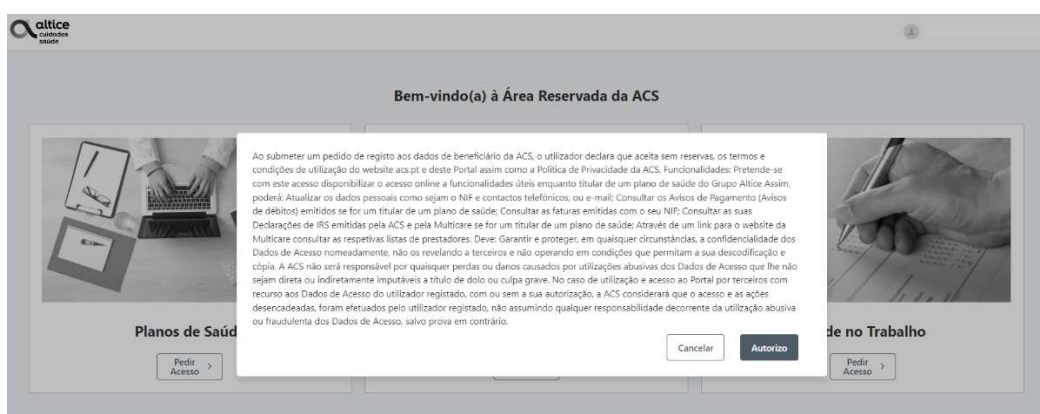 altice
cuidados
saúde
Bem-vindo(a) à Área Reservada da ACS
Ao submeter um pedido de registo aos dados de beneficiário da ACS, o utilizador declara que aceita sem reservas, os termos e
condições de utilização do website acs.pt e deste Portal assim como a Política de Privacidade da ACS. Funcionalidades: Pretende-se
com este acesso disponibilizar o acesso online a funcionalidades úteis enquanto titular de um plano de saúde do Grupo Altice Assim,
poderá: Atualizar os dados pessoais como sejam o NIF e contactos telefónicos, ou e-mail; Consultar os Avisos de Pagamento (Avisos
de débitos) emitidos se for um titular de um plano de saúde; Consultar as faturas emitidas com o seu NIF; Consultar as suas
Declarações de IRS emitidas pela ACS e pela Multicare se for um titular de um plano de saúde; Através de um link para o website da
Multicare consultar as respetivas listas de prestadores. Deve: Garantir e proteger, em quaisquer circunstâncias, a confidencialidade dos
Dados de Acesso nomeadamente, não os revelando a terceiros e não operando em condições que permitam a sua descodificação e
cópia. A ACS não será responsável por quaisquer perdas ou danos causados por utilizações abusivas dos Dados de Acesso que lhe não
sejam direta ou indiretamente imputáveis a título de dolo ou culpa grave. No caso de utilização e acesso ao Portal por terceiros com
recurso aos Dados de Acesso do utilizador registado, com ou sem a sua autorização, a ACS considerará que o acesso e as ações
desencadeadas, foram efetuados pelo utilizador registado, não assumindo qualquer responsabilidade decorrente da utilização abusiva
ou fraudulenta dos Dados de Acesso, salvo prova em contrário.
Cancelar
Autorizo
Planos de Saúd
Pedir
Acesso
de no Trabalho
Pedir
Acesso